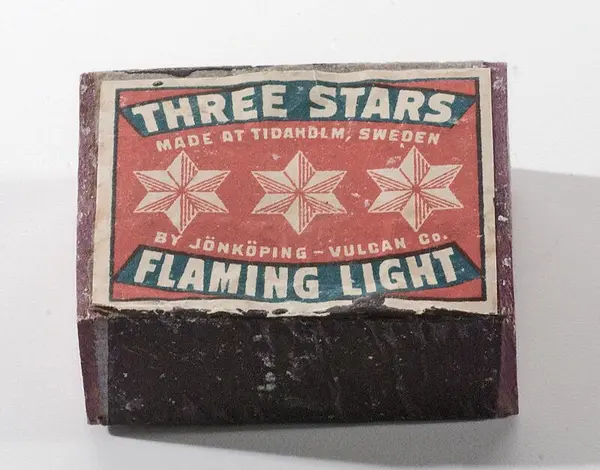 THREE STARS
MADE AT TIDAHOLM, SWEDEN
BY JÖNKÖPING – VULCAN Co.
FLAMING LIGHT